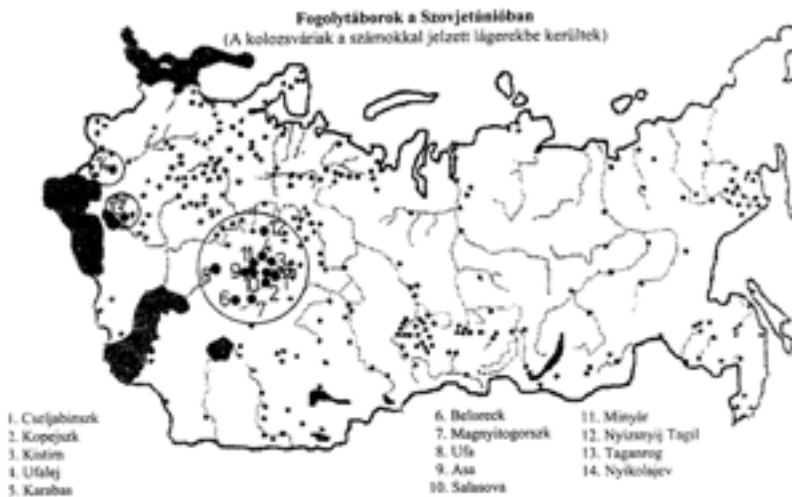 Fogolytáborok a Szovjetúnióban
(A kolozsváriak a számokkal jelzett lágerekbe kerültek)
1. Cseljabinszk
2. Kopejszk
3. Kistim
4. Ufalej
5. Karabas
6. Beloreck
7. Magnyitogorszk
8. Ufa
9. Asa
10. Salasova
11. Minyár
12. Nyizsnyij Tagil
13. Taganrog
14. Nyikolajev